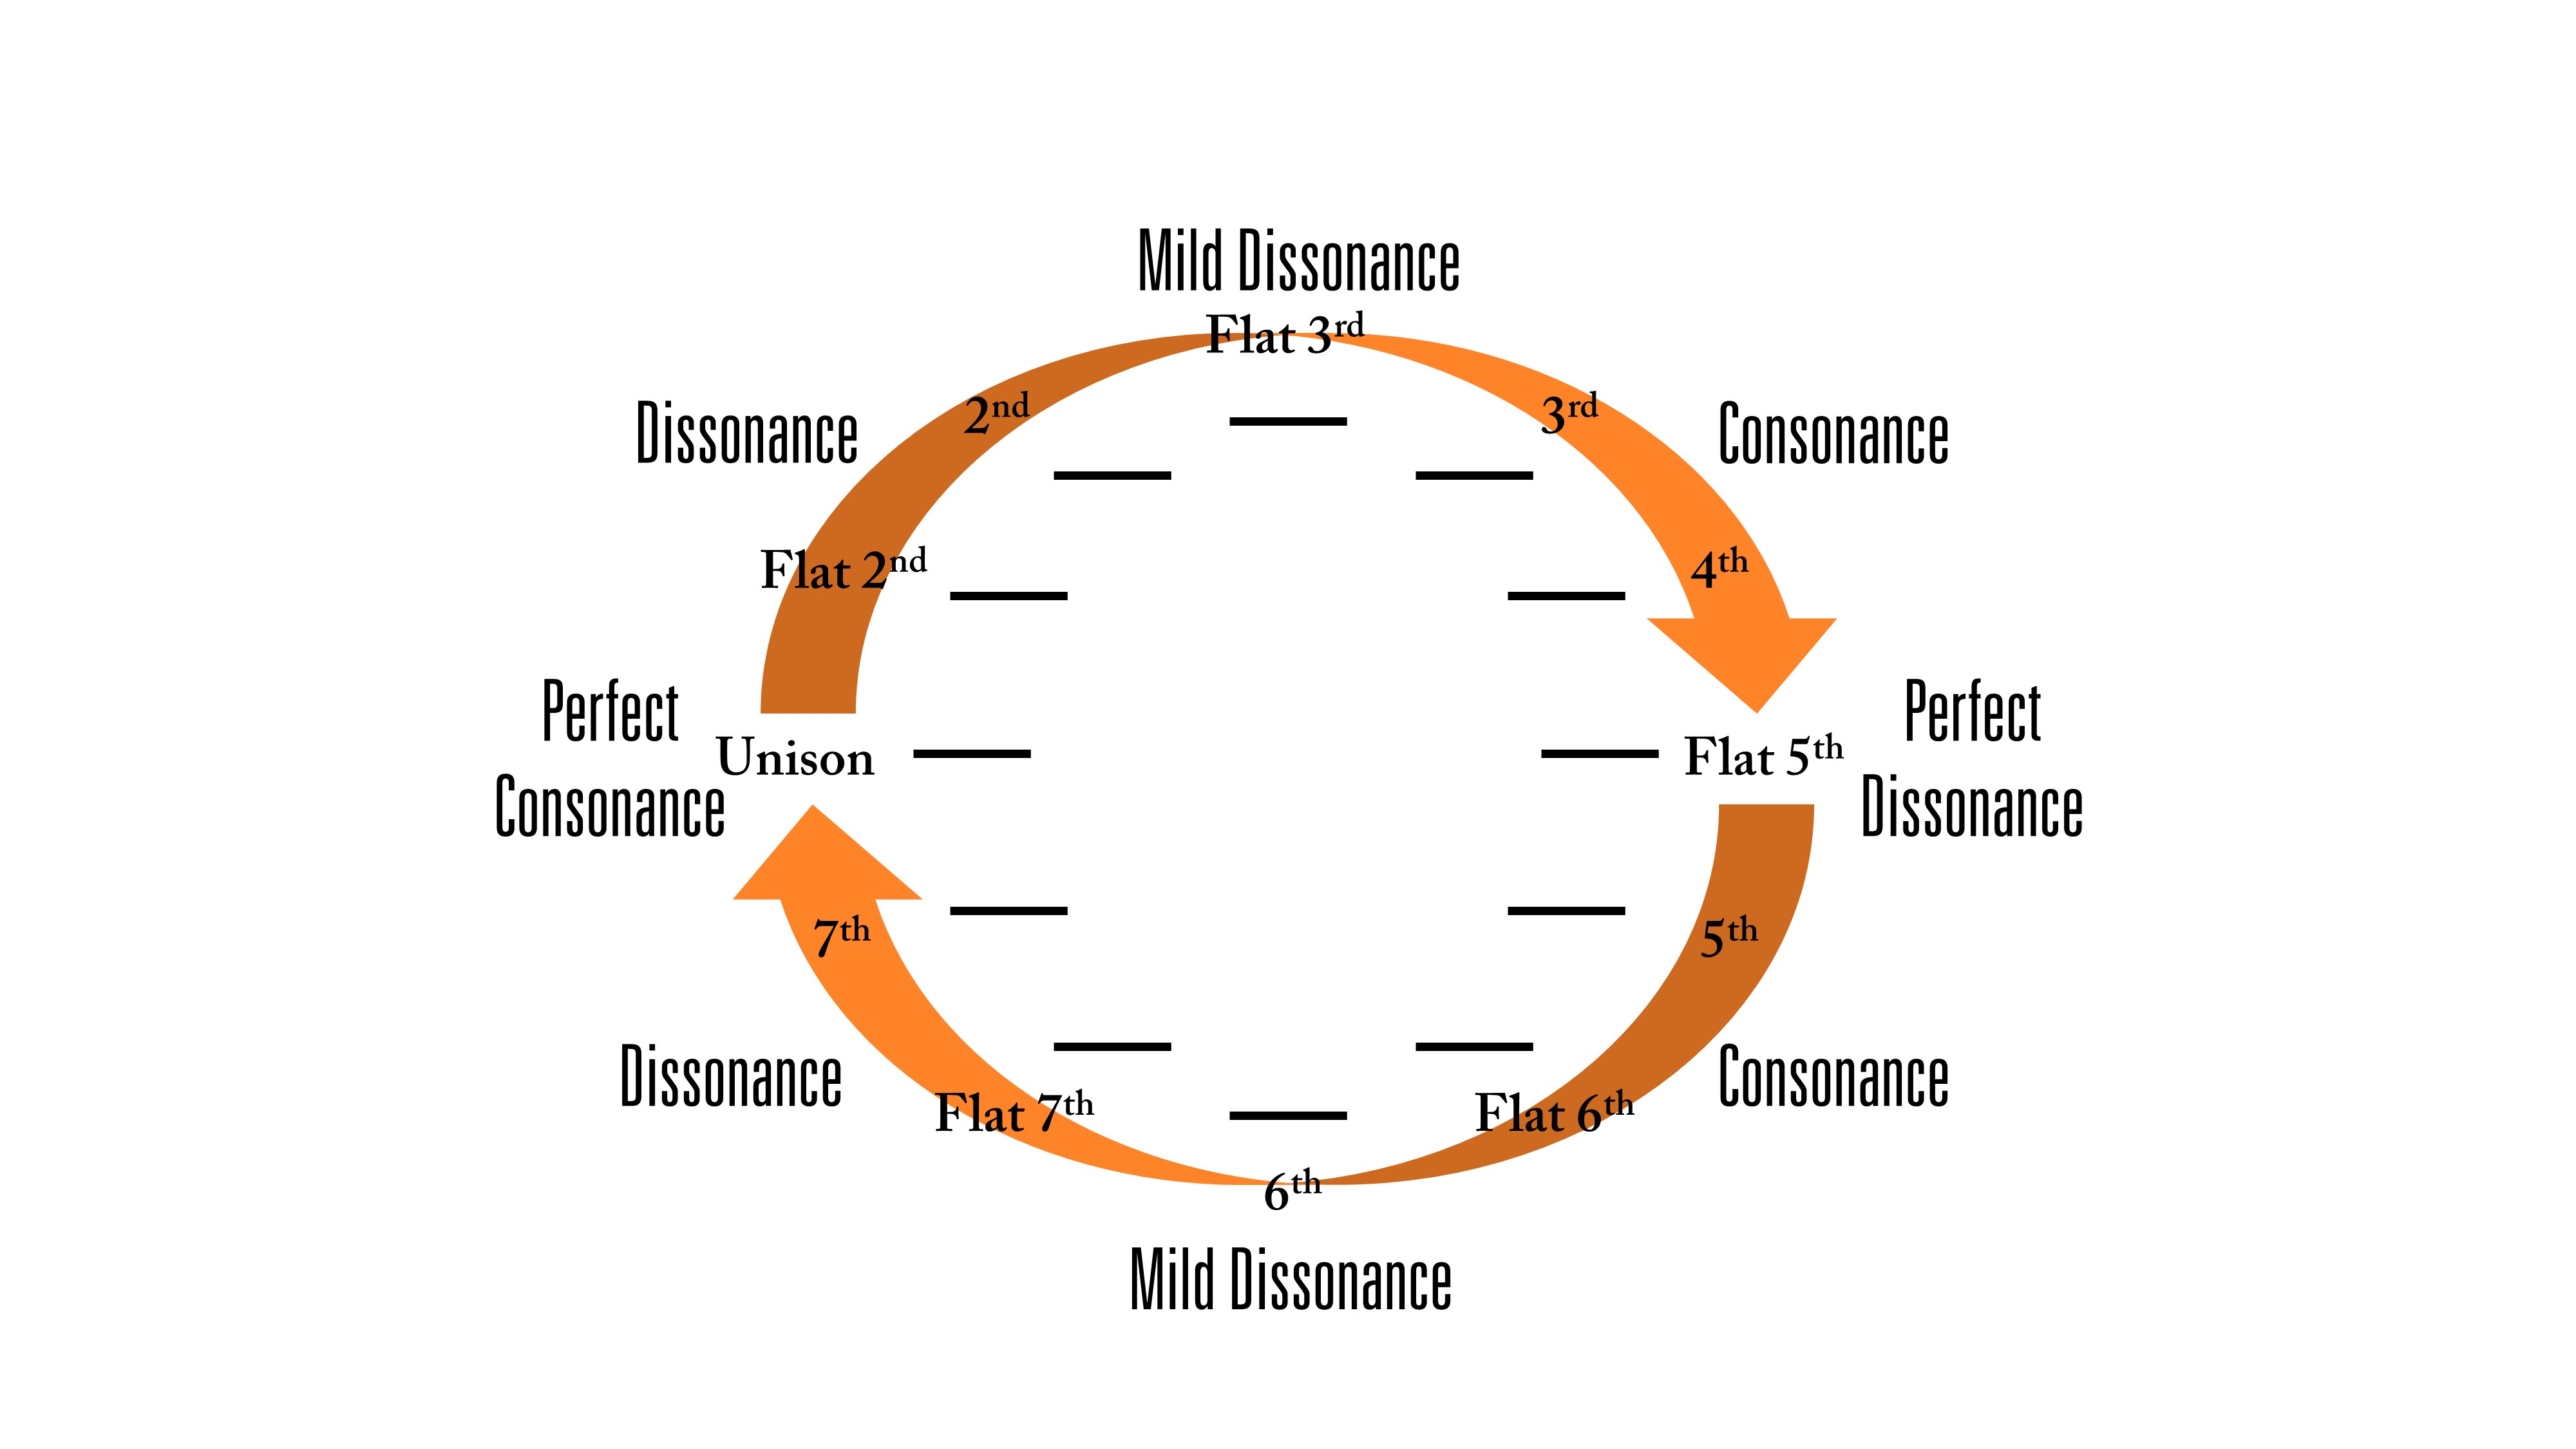 Mild Dissonance
Flat 3rd
2nd
3rd
Dissonance
Consonance
Flat 2nd
4th
Perfect
Consonance
Unison
Flat 5th
Perfect
Dissonance
7th
5th
Dissonance
Consonance
Flat 7th
Flat 6th
6th
Mild Dissonance